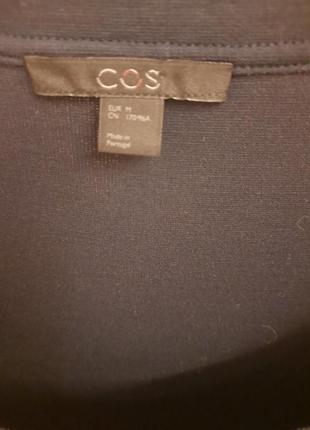 COS
EUR M
CN 170/96A
Made in
Portugal